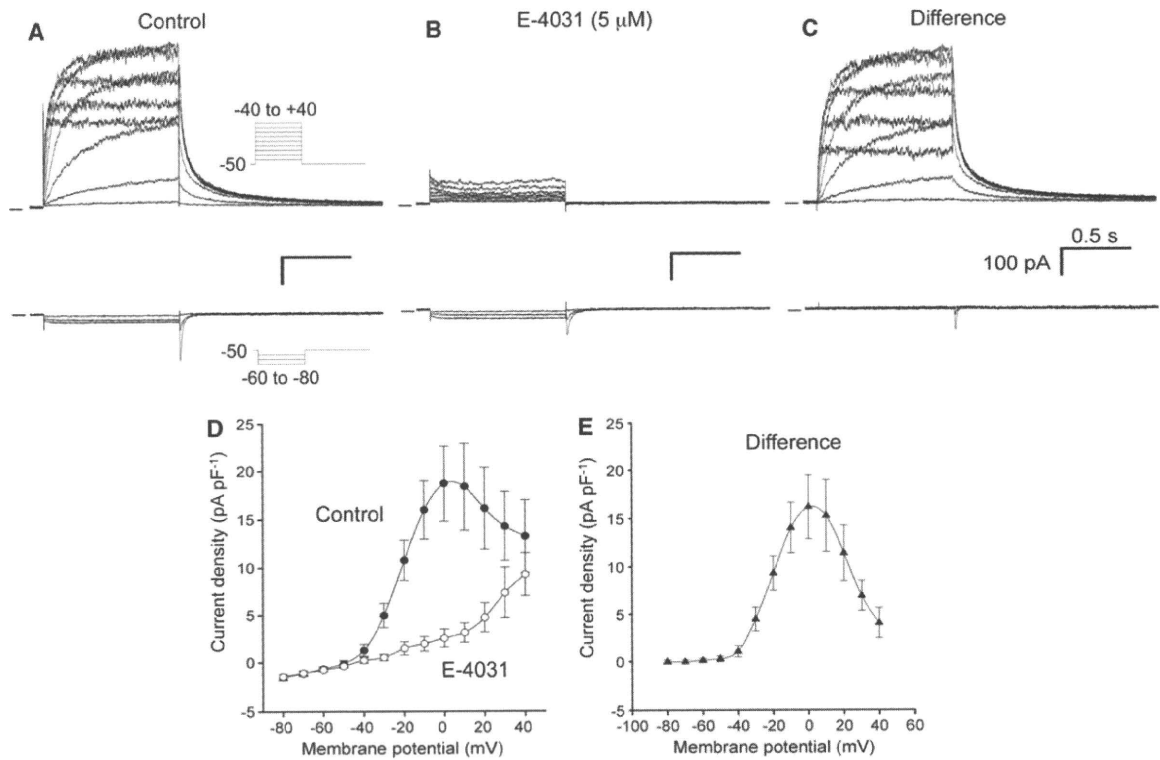 A
Control
B
E-4031 (5 µM)
C
Difference
-40 to +40
-50
0.5 s
100 pA
-50
-60 to -80
D
25
20
15
10
5
0
-5
Current density (pA pF-1)
Control
E-4031
-80 -60 -40 -20 0 20 40
Membrane potential (mV)
E
25
20
15
10
5
0
-5
Current density (pA pF-1)
Difference
-100 -80 -60 -40 -20 0 20 40 60
Membrane potential (mV)